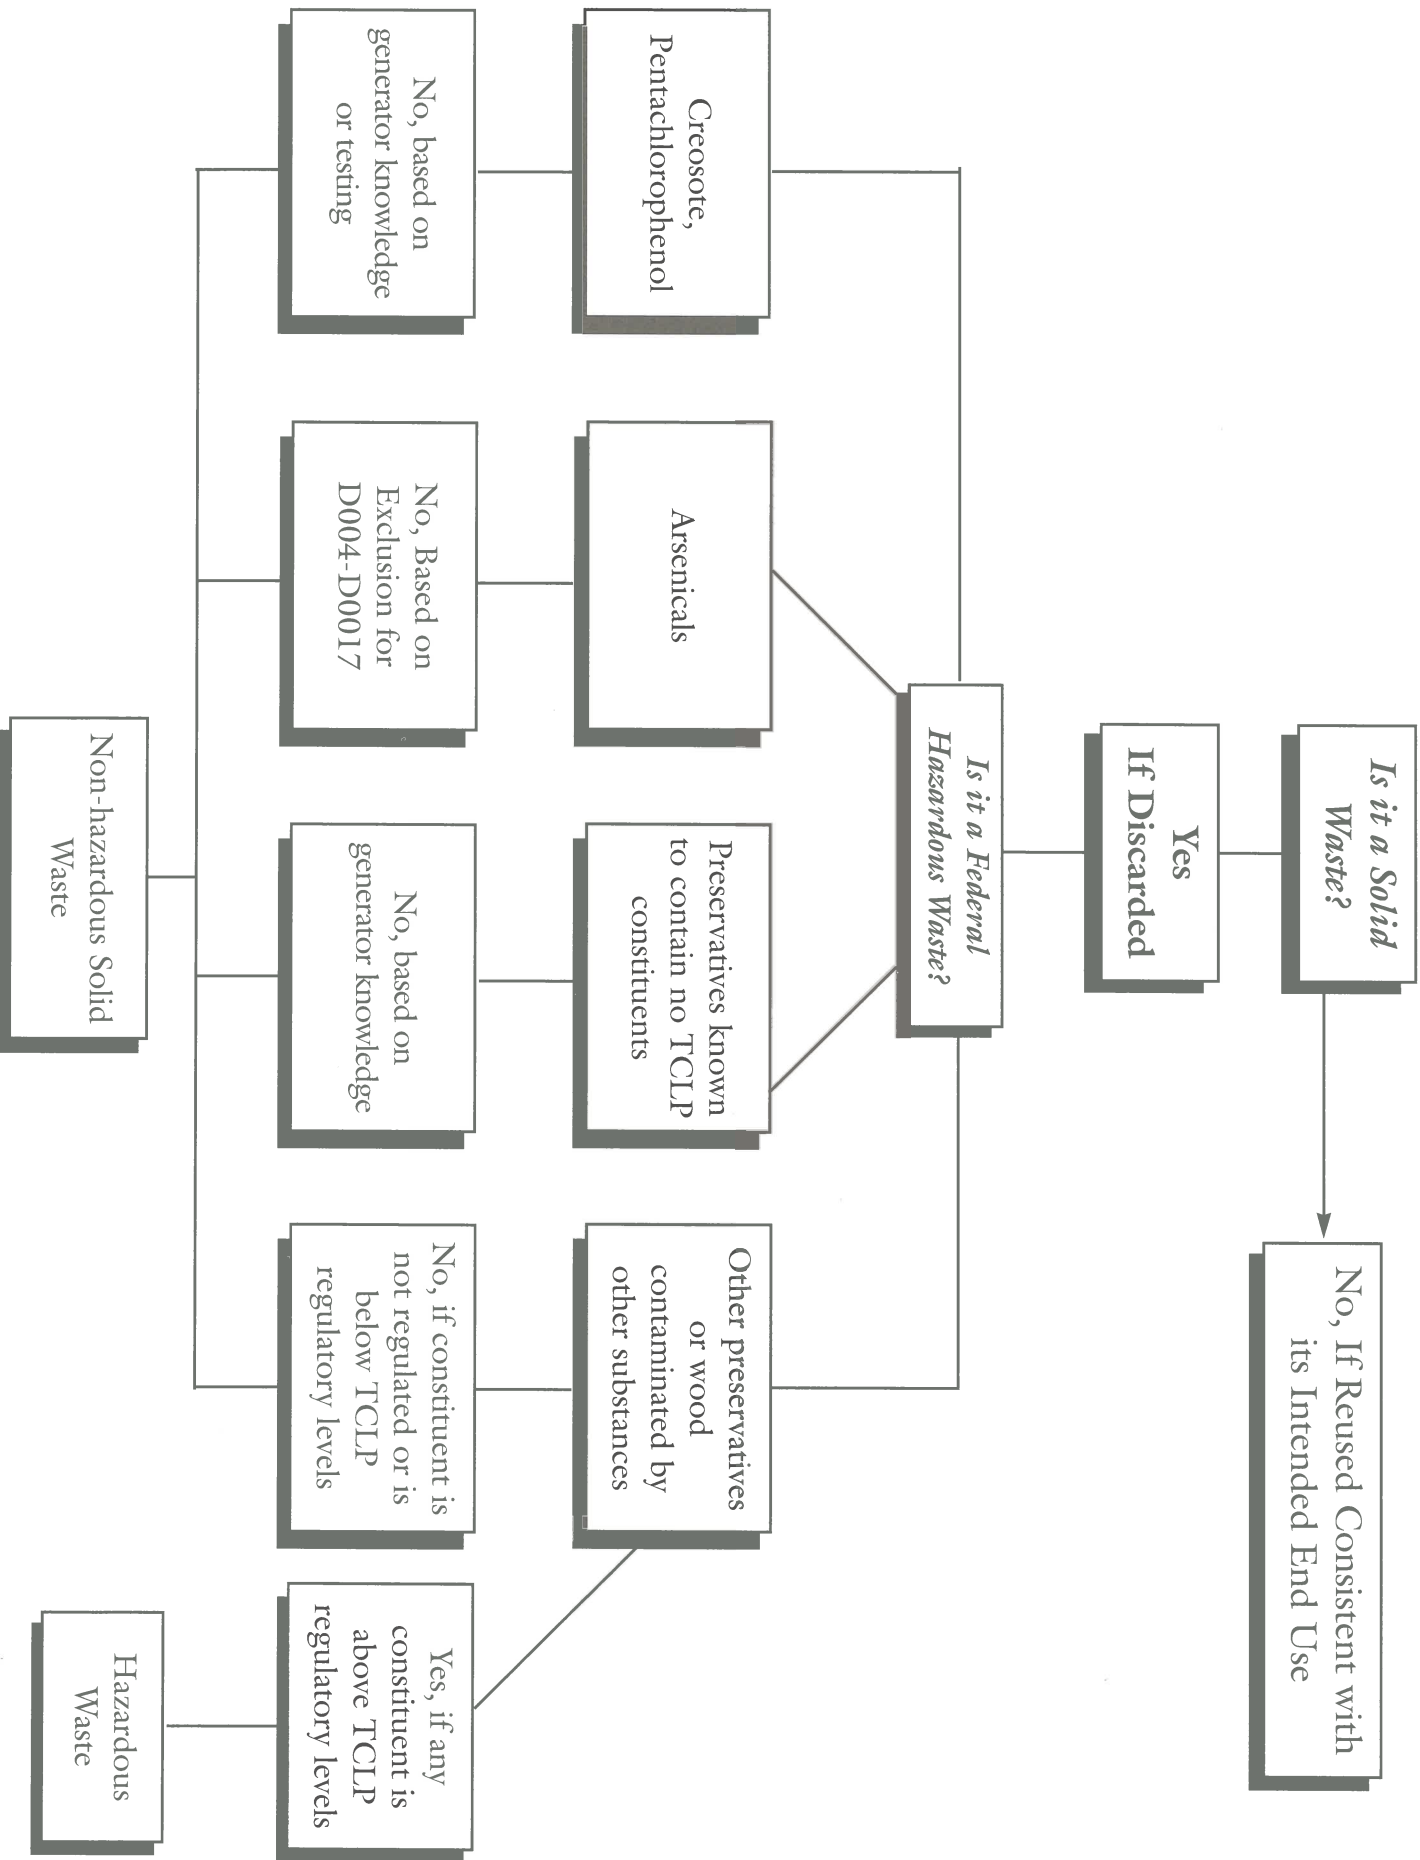 Is it a Solid
Waste?
No, If Reused Consistent with
its Intended End Use
Yes
If Discarded
Is it a Federal
Hazardous Waste?
Creosote,
Pentachlorophenol
Arsenicals
Preservatives known
to contain no TCLP
constituents
Other preservatives
or wood
contaminated by
other substances
No, based on
generator knowledge
or testing
No, Based on
Exclusion for
D004-D0017
No, based on
generator knowledge
No, if constituent is
not regulated or is
below TCLP
regulatory levels
Yes, if any
constituent is
above TCLP
regulatory levels
Non-hazardous Solid
Waste
Hazardous
Waste